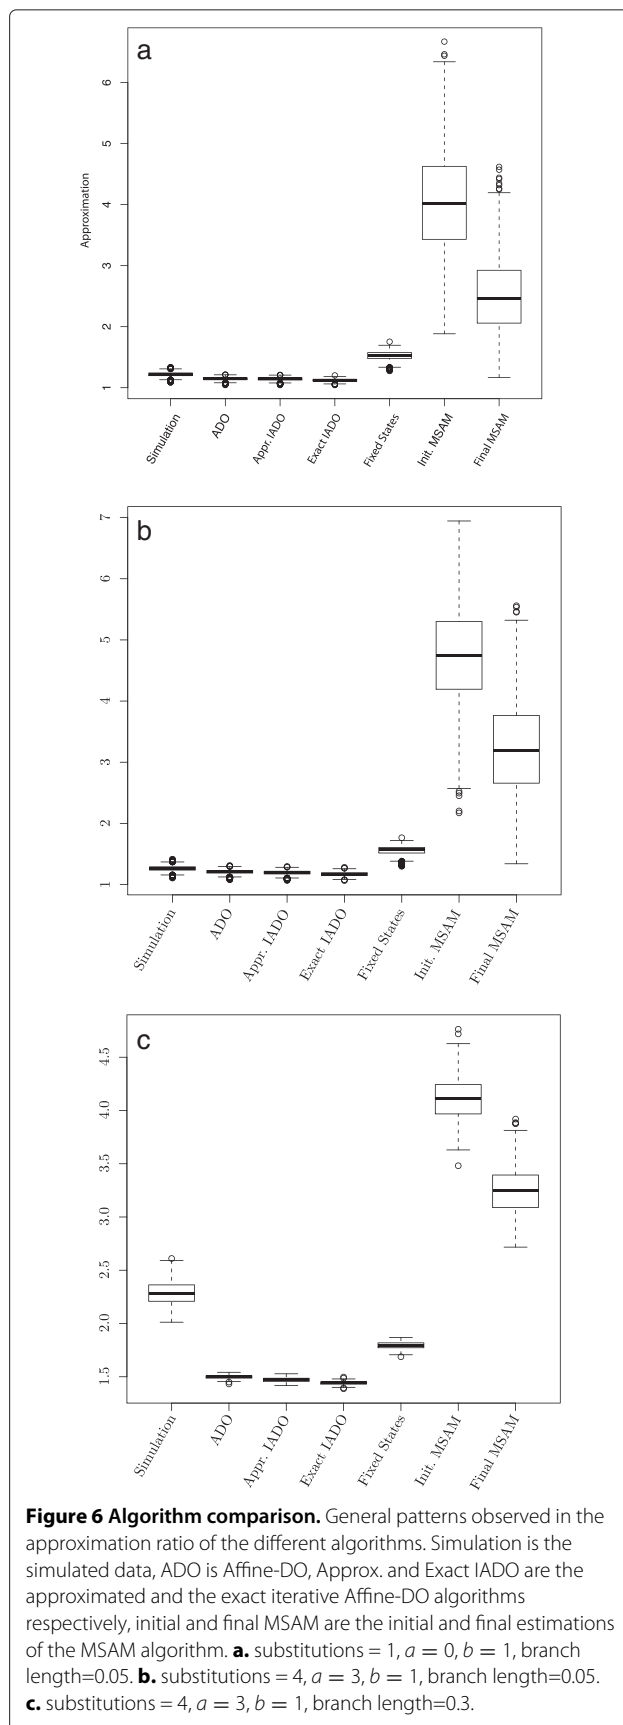 a
6
5
4
3
2
1
Approximation
Simulation
ADO
Appr. IADO
Exact IADO
Fixed States
Init. MSAM
Final MSAM
b
7
6
5
4
3
2
1
Simulation
ADO
Appr. IADO
Exact IADO
Fixed States
Init. MSAM
Final MSAM
c
4.5
4.0
3.5
3.0
2.5
2.0
1.5
Simulation
ADO
Appr. IADO
Exact IADO
Fixed States
Init. MSAM
Final MSAM
Figure 6 Algorithm comparison. General patterns observed in the
approximation ratio of the different algorithms. Simulation is the
simulated data, ADO is Affine-DO, Approx. and Exact IADO are the
approximated and the exact iterative Affine-DO algorithms
respectively, initial and final MSAM are the initial and final estimations
of the MSAM algorithm. a. substitutions = 1, a = 0, b = 1, branch
length=0.05. b. substitutions = 4, a = 3, b = 1, branch length=0.05.
c. substitutions = 4, a = 3, b = 1, branch length=0.3.